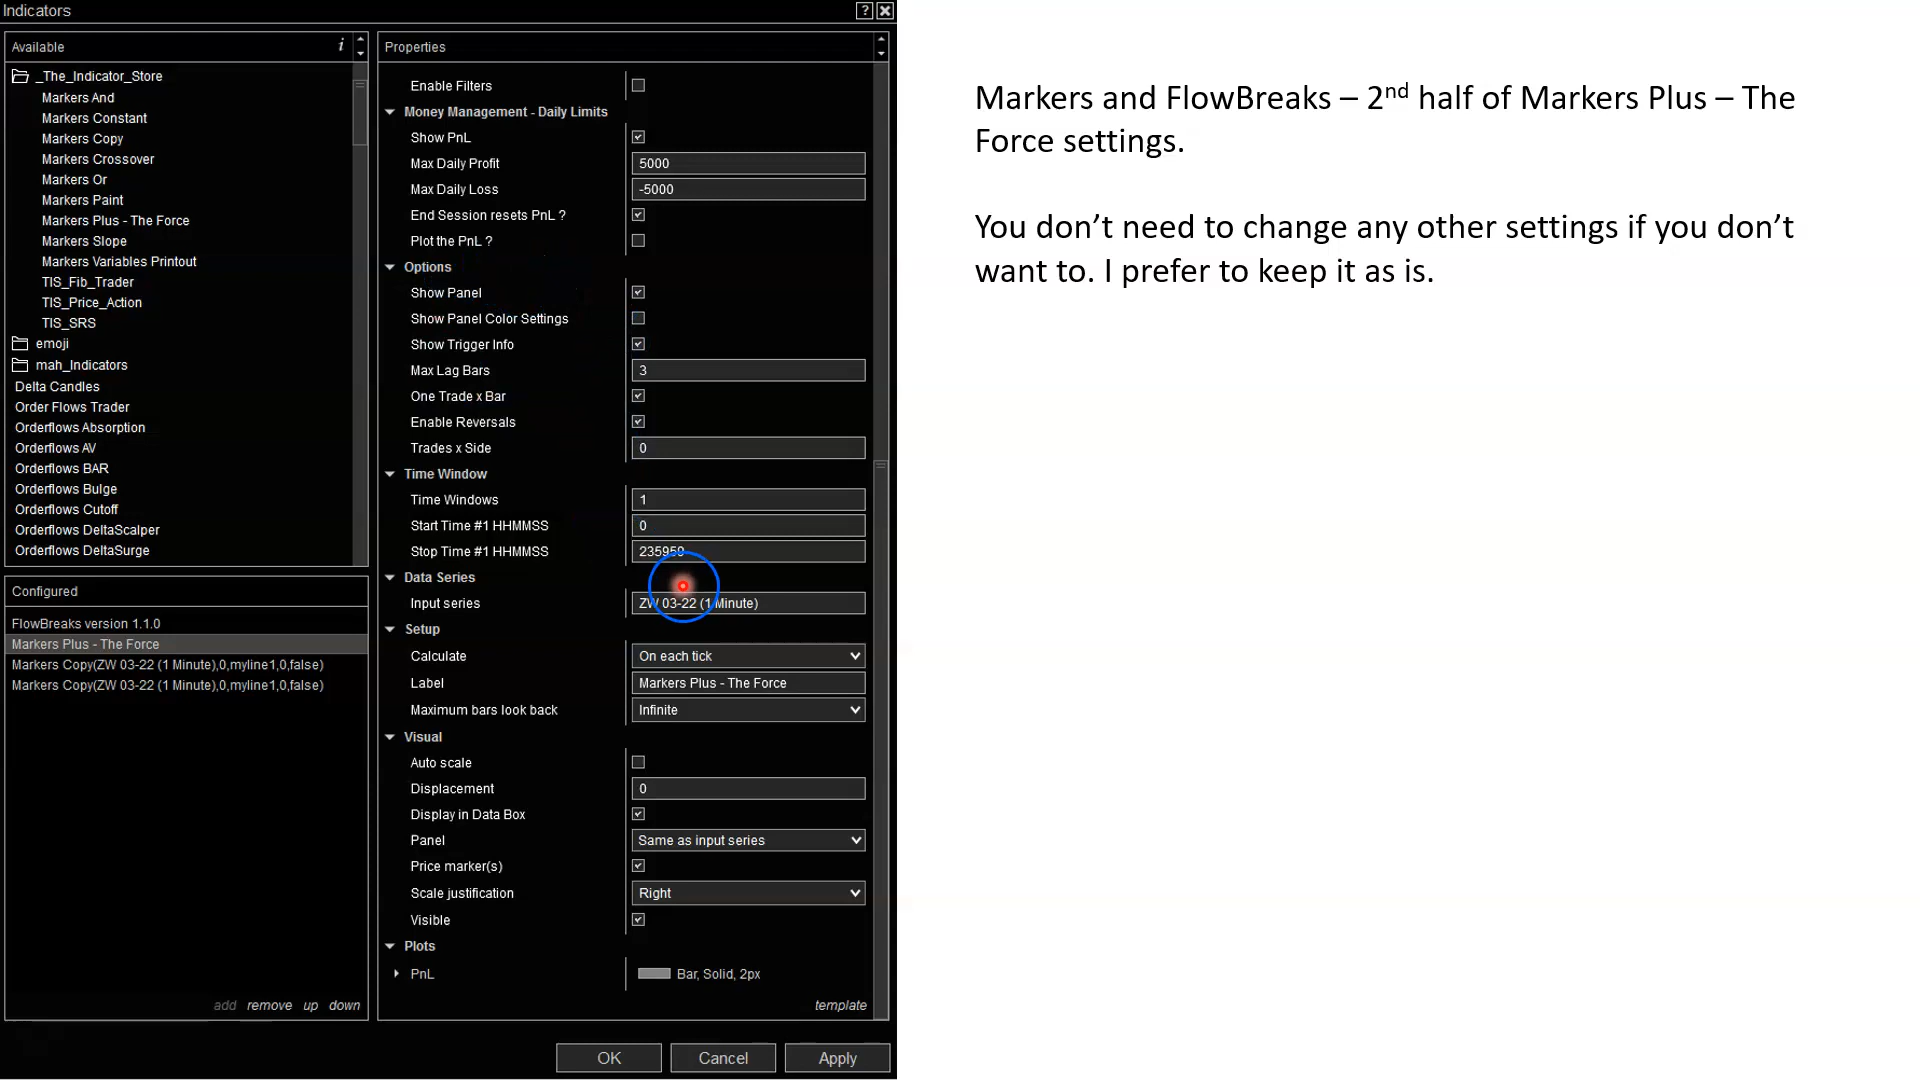 Indicators
?
Available
i
_The_Indicator_Store
Markers And
Markers Constant
Markers Copy
Markers Crossover
Markers Or
Markers Paint
Markers Plus - The Force
Markers Slope
Markers Variables Printout
TIS_Fib_Trader
TIS_Price_Action
TIS_SRS
emoji
mah_Indicators
Delta Candles
Order Flows Trader
Orderflows Absorption
Orderflows AV
Orderflows BAR
Orderflows Bulge
Orderflows Cutoff
Orderflows DeltaScalper
Orderflows DeltaSurge
Configured
FlowBreaks version 1.1.0
Markers Plus - The Force
Markers Copy(ZW 03-22 (1 Minute),0,myline1,0,false)
Markers Copy(ZW 03-22 (1 Minute),0,myline1,0,false)
add remove up down
Properties
Enable Filters
Money Management - Daily Limits
Show PnL
Max Daily Profit 5000
Max Daily Loss -5000
End Session resets PnL ?
Plot the PnL ?
Options
Show Panel
Show Panel Color Settings
Show Trigger Info
Max Lag Bars 3
One Trade x Bar
Enable Reversals
Trades x Side 0
Time Window
Time Windows 1
Start Time #1 HHMMSS 0
Stop Time #1 HHMMSS 235959
Data Series
Input series ZW 03-22 (1 Minute)
Setup
Calculate On each tick
Label Markers Plus - The Force
Maximum bars look back Infinite
Visual
Auto scale
Displacement 0
Display in Data Box
Panel Same as input series
Price marker(s)
Scale justification Right
Visible
Plots
PnL Bar, Solid, 2px
template
OK Cancel Apply
Markers and FlowBreaks – 2nd half of Markers Plus – The
Force settings.
You don’t need to change any other settings if you don’t
want to. I prefer to keep it as is.